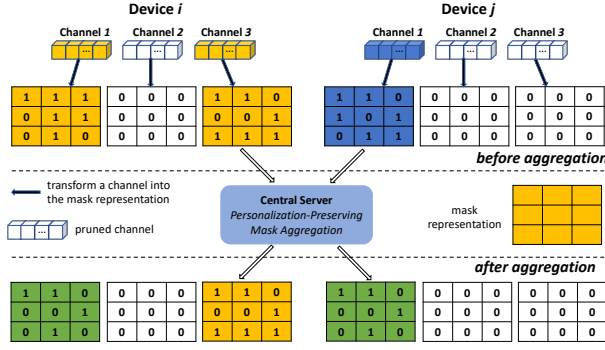 Device i Device j
Channel 1 Channel 2 Channel 3 Channel 1 Channel 2 Channel 3
... ... ... ... ... ...
1 1 1 0 0 0 1 1 0 1 1 0 0 0 0 0 0 0
0 1 1 0 0 0 0 0 1 1 0 1 0 0 0 0 0 0
0 1 0 0 0 0 1 1 1 0 1 1 0 0 0 0 0 0
before aggregation
transform a channel into
the mask representation
... pruned channel
Central Server
Personalization-Preserving
Mask Aggregation
mask
representation
after aggregation
1 1 0 0 0 0 1 1 0 1 1 0 0 0 0 0 0 0
0 0 1 0 0 0 0 0 1 0 0 1 0 0 0 0 0 0
0 1 0 0 0 0 1 1 1 0 1 0 0 0 0 0 0 0